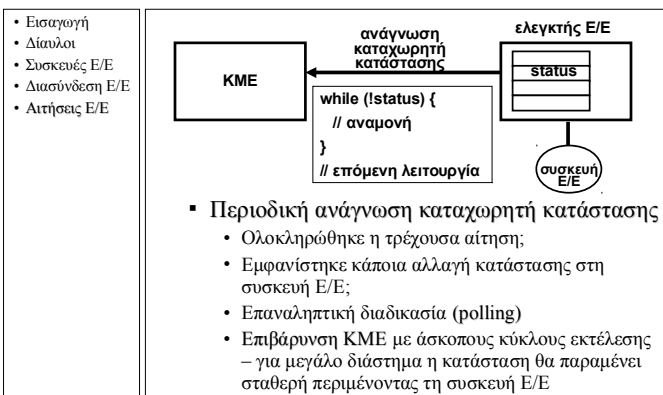 • Εισαγωγή
• Δίαυλοι
• Συσκευές Ε/Ε
• Διασύνδεση Ε/Ε
• Αιτήσεις Ε/Ε
ΚΜΕ
ανάγνωση
καταχωρητή
κατάστασης
ελεγκτής Ε/Ε
status
while (!status) {
// αναμονή
}
// επόμενη λειτουργία
συσκευή
Ε/Ε
▪ Περιοδική ανάγνωση καταχωρητή κατάστασης
• Ολοκληρώθηκε η τρέχουσα αίτηση;
• Εμφανίστηκε κάποια αλλαγή κατάστασης στη
συσκευή Ε/Ε;
• Επαναληπτική διαδικασία (polling)
• Επιβάρυνση ΚΜΕ με άσκοπους κύκλους εκτέλεσης
– για μεγάλο διάστημα η κατάσταση θα παραμένει
σταθερή περιμένοντας τη συσκευή Ε/Ε